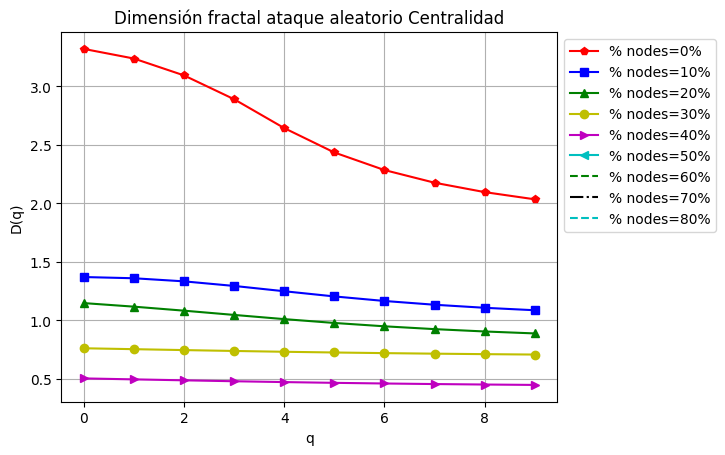 Dimensión fractal ataque aleatorio Centralidad
3.0
2.5
2.0
1.5
1.0
0.5
D(q)
0 2 4 6 8
q
% nodes=0%
% nodes=10%
% nodes=20%
% nodes=30%
% nodes=40%
% nodes=50%
% nodes=60%
% nodes=70%
% nodes=80%